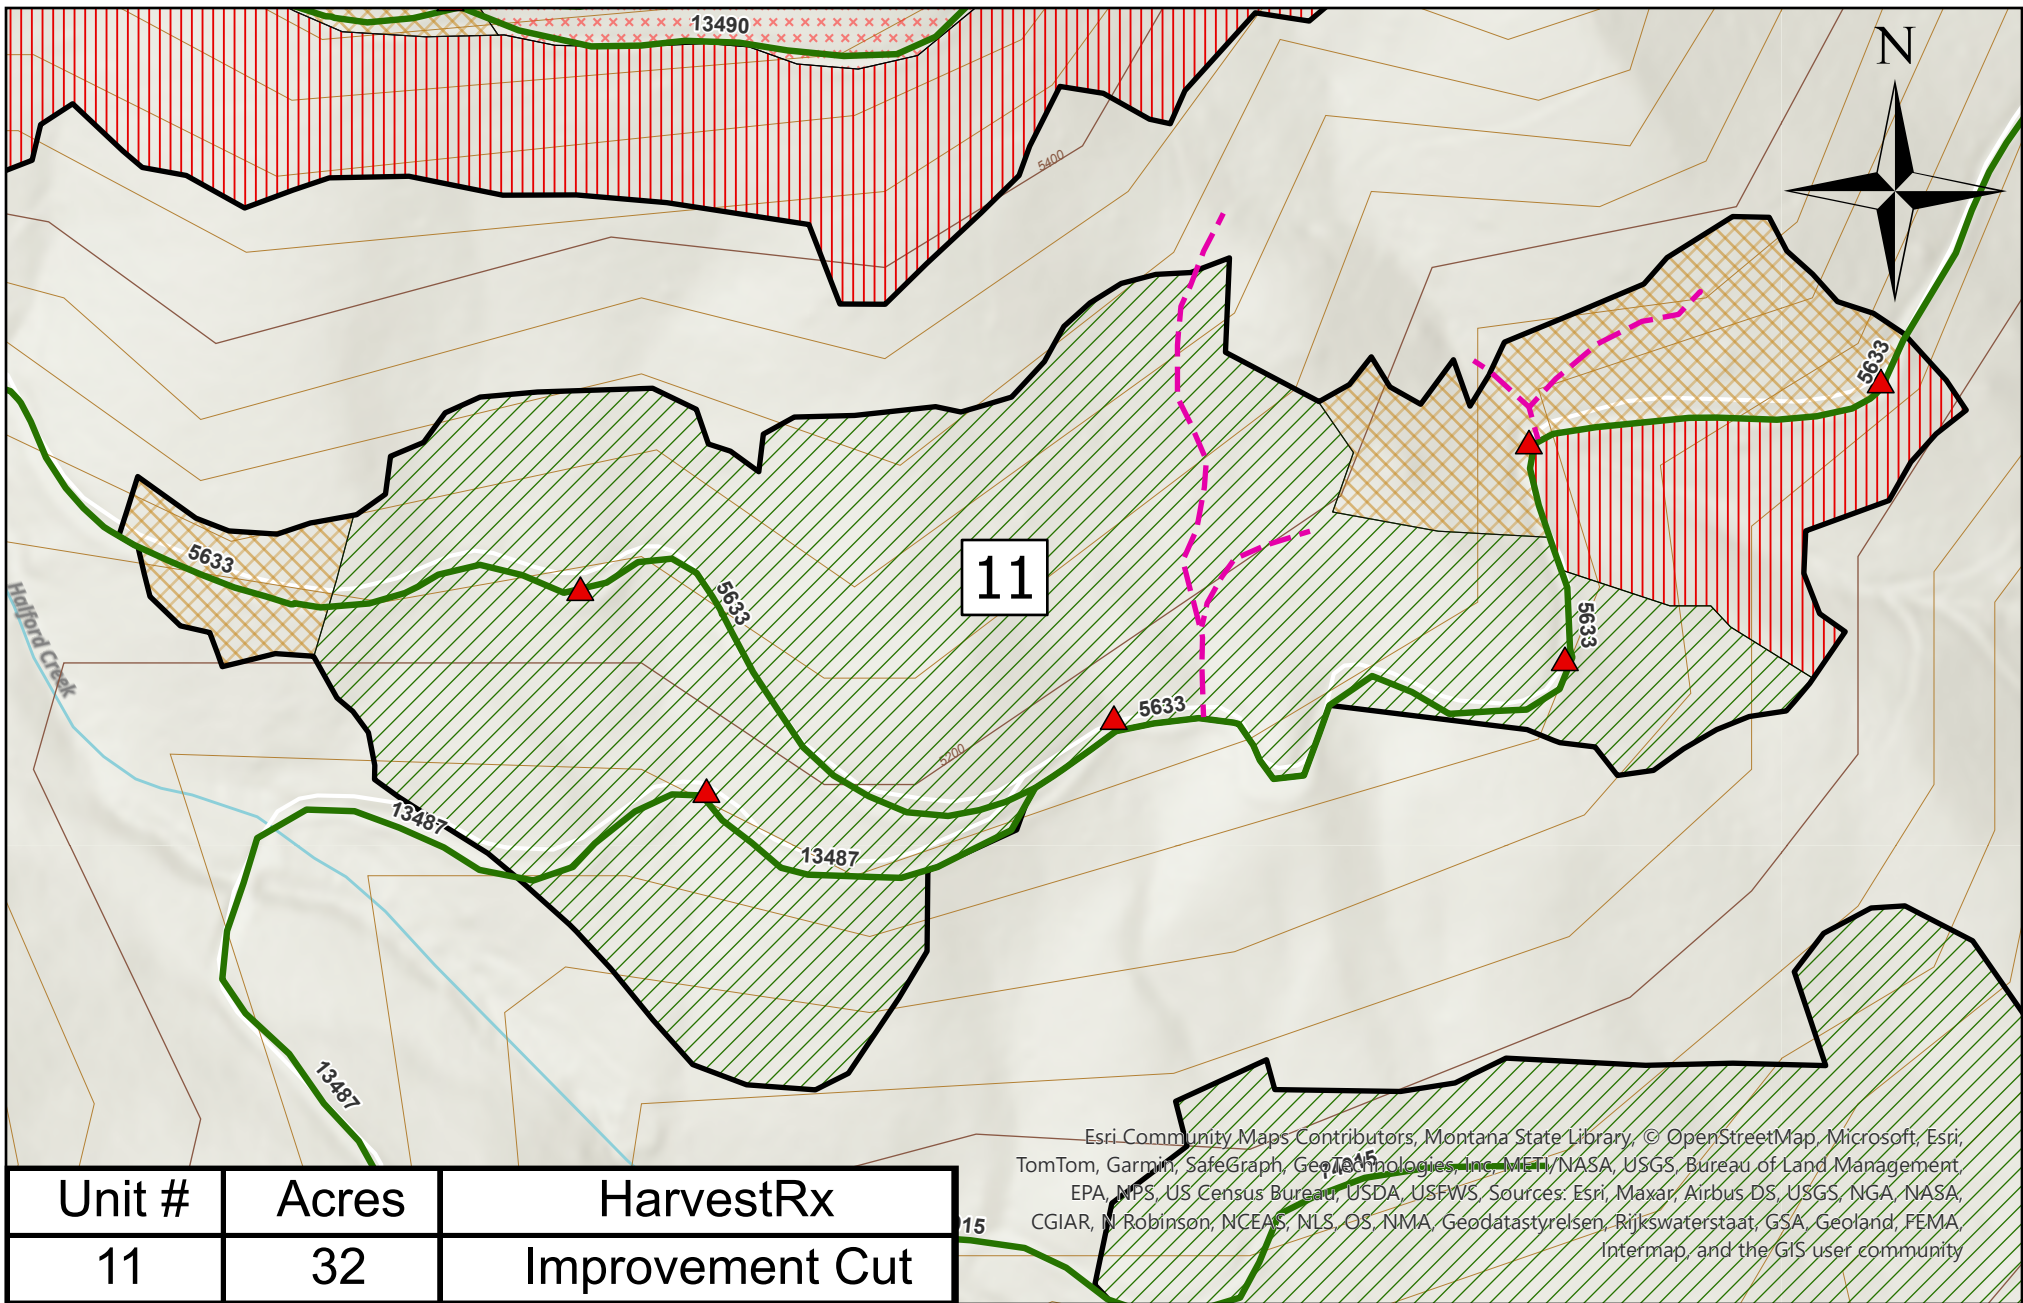 13490
N
5400
5633
5633
11
5633
Halford Creek
5633
5633
5200
13487
13487
13487
Esri Community Maps Contributors, Montana State Library, © OpenStreetMap, Microsoft, Esri,
TomTom, Garmin, SafeGraph, GeoTechnologies, Inc, METI/NASA, USGS, Bureau of Land Management,
EPA, NPS, US Census Bureau, USDA, USFWS, Sources: Esri, Maxar, Airbus DS, USGS, NGA, NASA,
CGIAR, N Robinson, NCEAS, NLS, OS, NMA, Geodatastyrelsen, Rijkswaterstaat, GSA, Geoland, FEMA,
Intermap, and the GIS user community
15
Unit # Acres HarvestRx
11 32 Improvement Cut